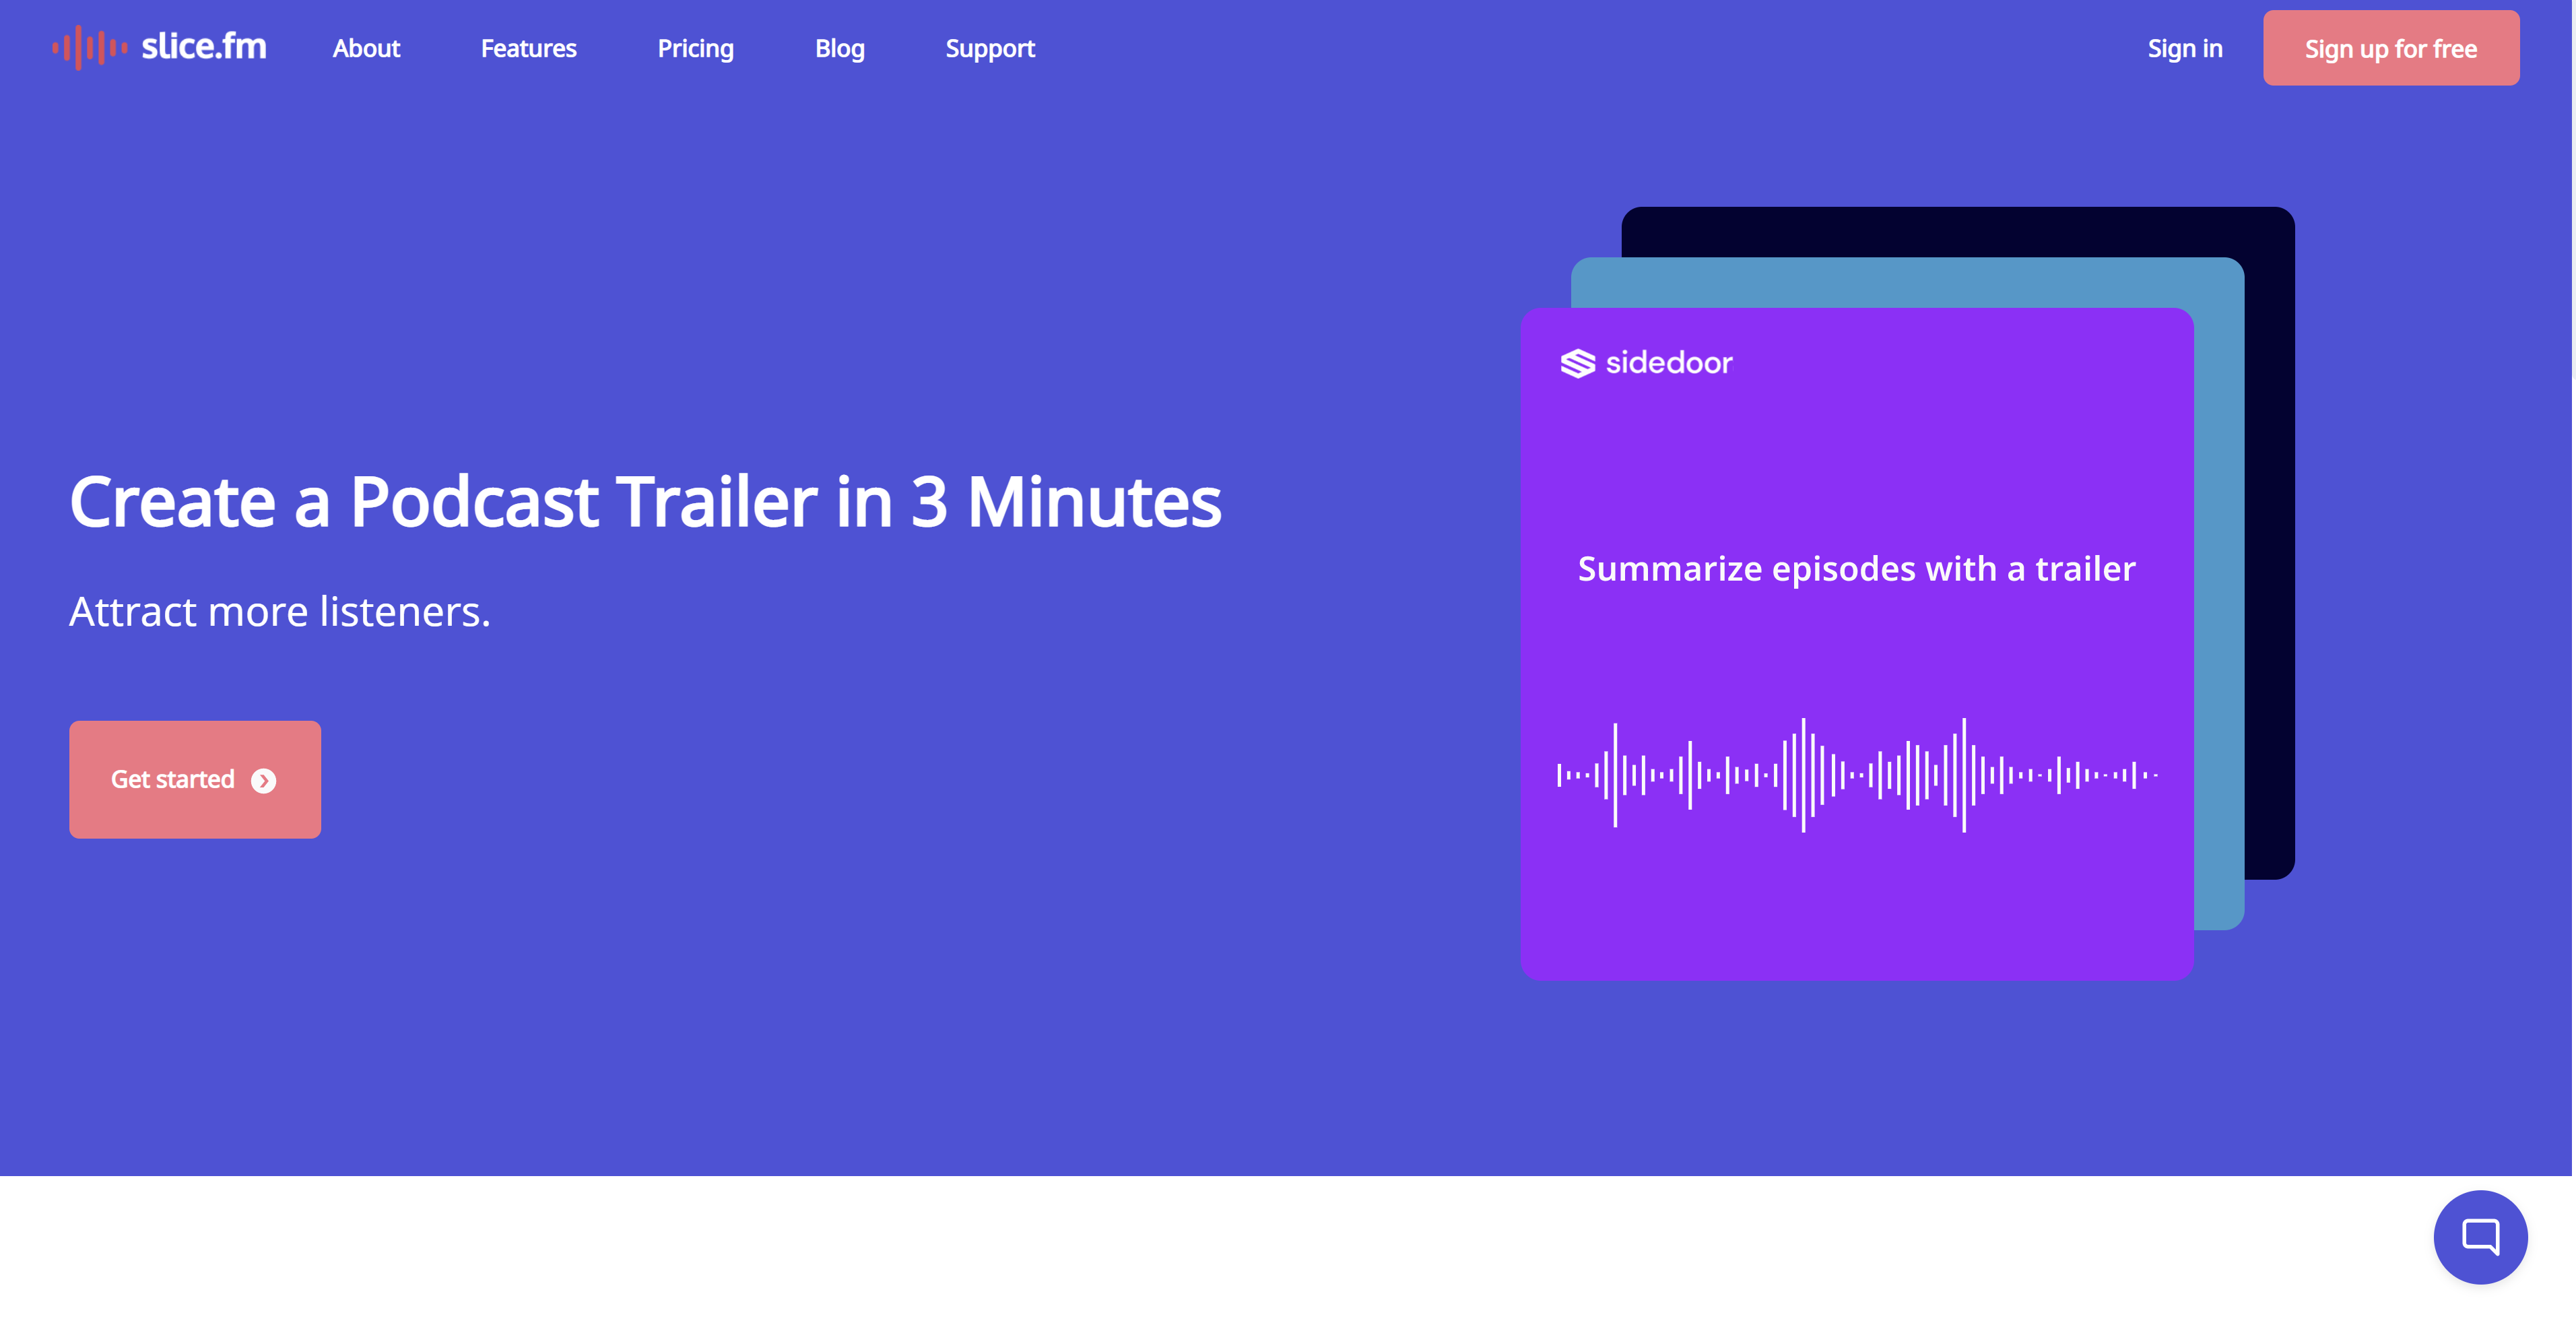 slice.fm
About
Features
Pricing
Blog
Support
Sign in
Sign up for free
Create a Podcast Trailer in 3 Minutes
Attract more listeners.
Get started
sidedoor
Summarize episodes with a trailer